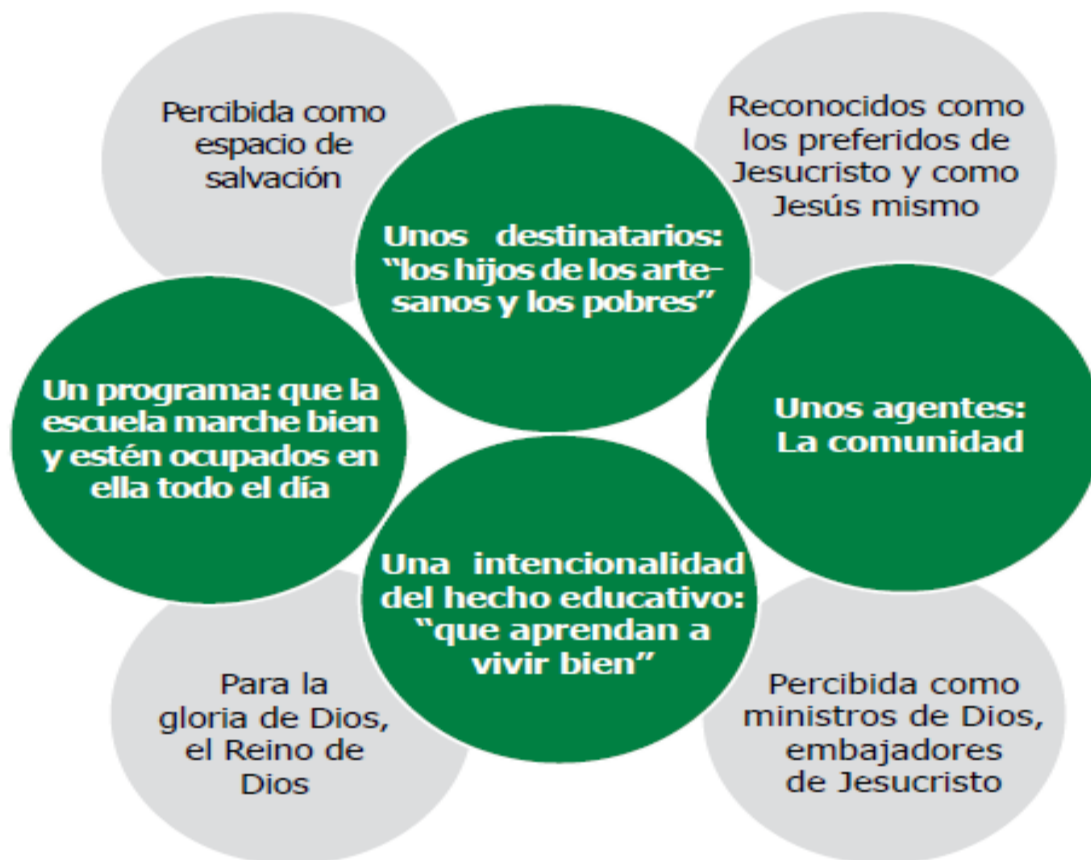 Percibida como
espacio de
salvación
Reconocidos como
los preferidos de
Jesucristo y como
Jesús mismo
Unos destinatarios:
“los hijos de los arte-
sanos y los pobres”
Un programa: que la
escuela marche bien
y estén ocupados en
ella todo el día
Unos agentes:
La comunidad
Una intencionalidad
del hecho educativo:
“que aprendan a
vivir bien”
Para la
gloria de Dios,
el Reino de
Dios
Percibida como
ministros de Dios,
embajadores
de Jesucristo